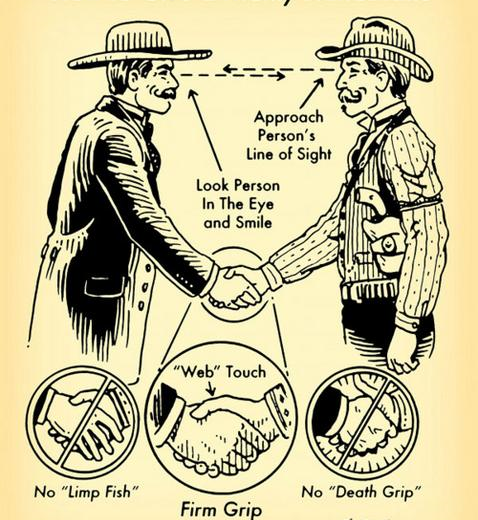 Approach
Person's
Line of Sight
Look Person
In The Eye
and Smile
"Web" Touch
No "Limp Fish"
Firm Grip
No "Death Grip"